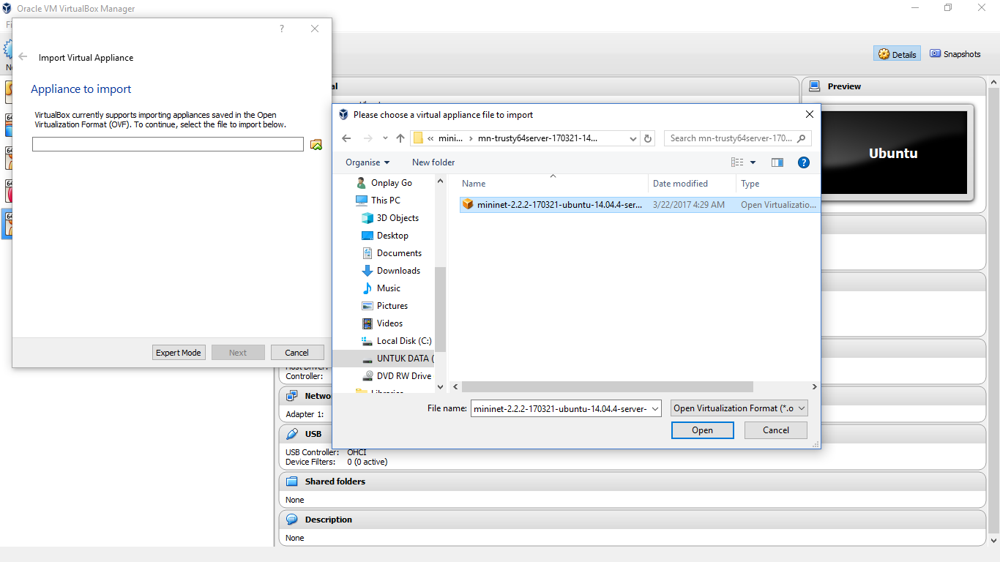 Oracle VM VirtualBox Manager
?
Import Virtual Appliance
Appliance to import
VirtualBox currently supports importing appliances saved in the Open
Virtualization Format (OVF). To continue, select the file to import below.
Expert Mode
Next
Cancel
Details
Snapshots
Preview
Ubuntu
Please choose a virtual appliance file to import
« mini... › mn-trusty64server-170321-14...
Search mn-trusty64server-170...
Organise
New folder
?
Onplay Go
This PC
3D Objects
Desktop
Documents
Downloads
Music
Pictures
Videos
Local Disk (C:)
UNTUK DATA (
DVD RW Drive
Name
Date modified
Type
mininet-2.2.2-170321-ubuntu-14.04.4-ser...
3/22/2017 4:29 AM
Open Virtualizatio...
File name:
mininet-2.2.2-170321-ubuntu-14.04.4-server-
Open Virtualization Format (*.o
Open
Cancel
Controller:
Netwo
Adapter 1:
USB
USB Controller: OHCI
Device Filters: 0 (0 active)
Shared folders
None
Description
None